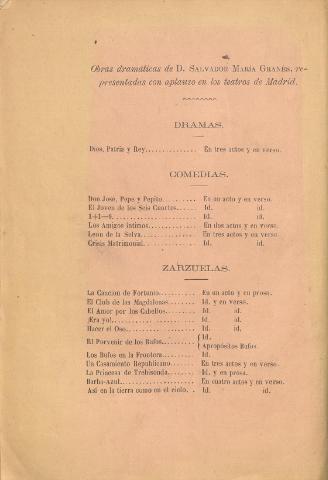 Obras dramáticas de D. SALVADOR MARÍA GRANÉS, re-
presentadas con aplauso en los teatros de Madrid.
DRAMAS.
Dios, Patria y Rey.............. En tres actos y en verso.
COMEDIAS.
Don José, Pepe y Pepito......... En un acto y en verso.
El Jóven de los Seis Cuartos...... Id. id.
1+1=0........................ Id. id.
Los Amigos íntimos............. En dos actos y en verso.
Leon de la Selva................ En tres actos y en verso.
Crísis Matrimonial.............. Id. id.
ZARZUELAS.
La Cancion de Fortunio.......... En un acto y en prosa.
El Club de las Magdalenas........ Id. y en verso.
El Amor por los Cabellos......... Id. id.
¡Era yo!....................... Id. id.
Hacer el Oso................... Id. id.
El Porvenir de los Bufos......... { Id.
{ Apropósitos Bufos.
Los Bufos en la Frontera......... Id. id.
Un Casamiento Republicano...... En tres actos y en verso.
La Princesa de Trebisonda....... Id. y en prosa.
Barba-Azul.................... En cuatro actos y en verso.
Así en la tierra como en el cielo.. Id. id.